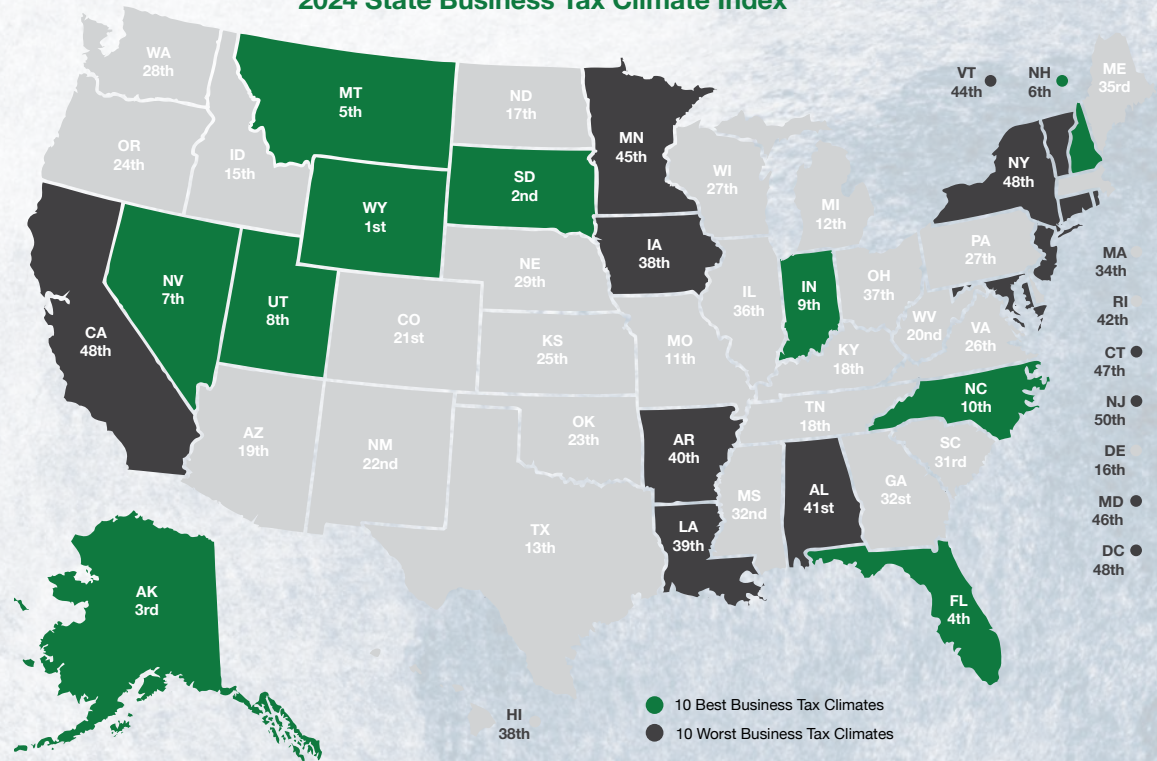 2024 State Business Tax Climate Index
WA
28th
MT
5th
ND
17th
MN
45th
VT
44th
NH
6th
ME
35rd
OR
24th
ID
15th
SD
2nd
WI
27th
NY
48th
WY
1st
MI
12th
IA
38th
PA
27th
MA
34th
NV
7th
UT
8th
NE
29th
IL
36th
IN
9th
OH
37th
RI
42th
CA
48th
CO
21st
KS
25th
MO
11th
WV
20nd
VA
26th
KY
18th
CT
47th
NC
10th
NJ
50th
AZ
19th
NM
22nd
OK
23th
AR
40th
TN
18th
SC
31rd
DE
16th
GA
32st
MS
32nd
AL
41st
MD
46th
TX
13th
LA
39th
DC
48th
AK
3rd
FL
4th
HI
38th
10 Best Business Tax Climates
10 Worst Business Tax Climates